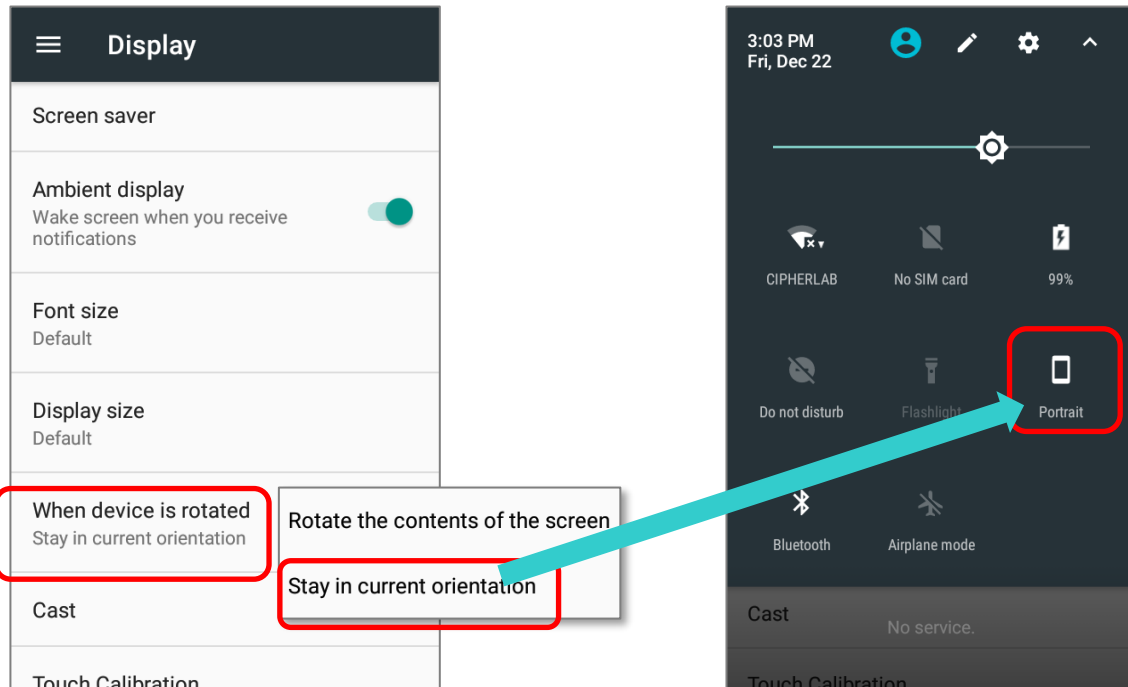 Display
Screen saver
Ambient display
Wake screen when you receive
notifications
Font size
Default
Display size
Default
When device is rotated
Stay in current orientation
Cast
Touch Calibration
Rotate the contents of the screen
Stay in current orientation
3:03 PM
Fri, Dec 22
CIPHERLAB
No SIM card
99%
Do not disturb
Flashlight
Portrait
Bluetooth
Airplane mode
Cast
No service.
Touch Calibration